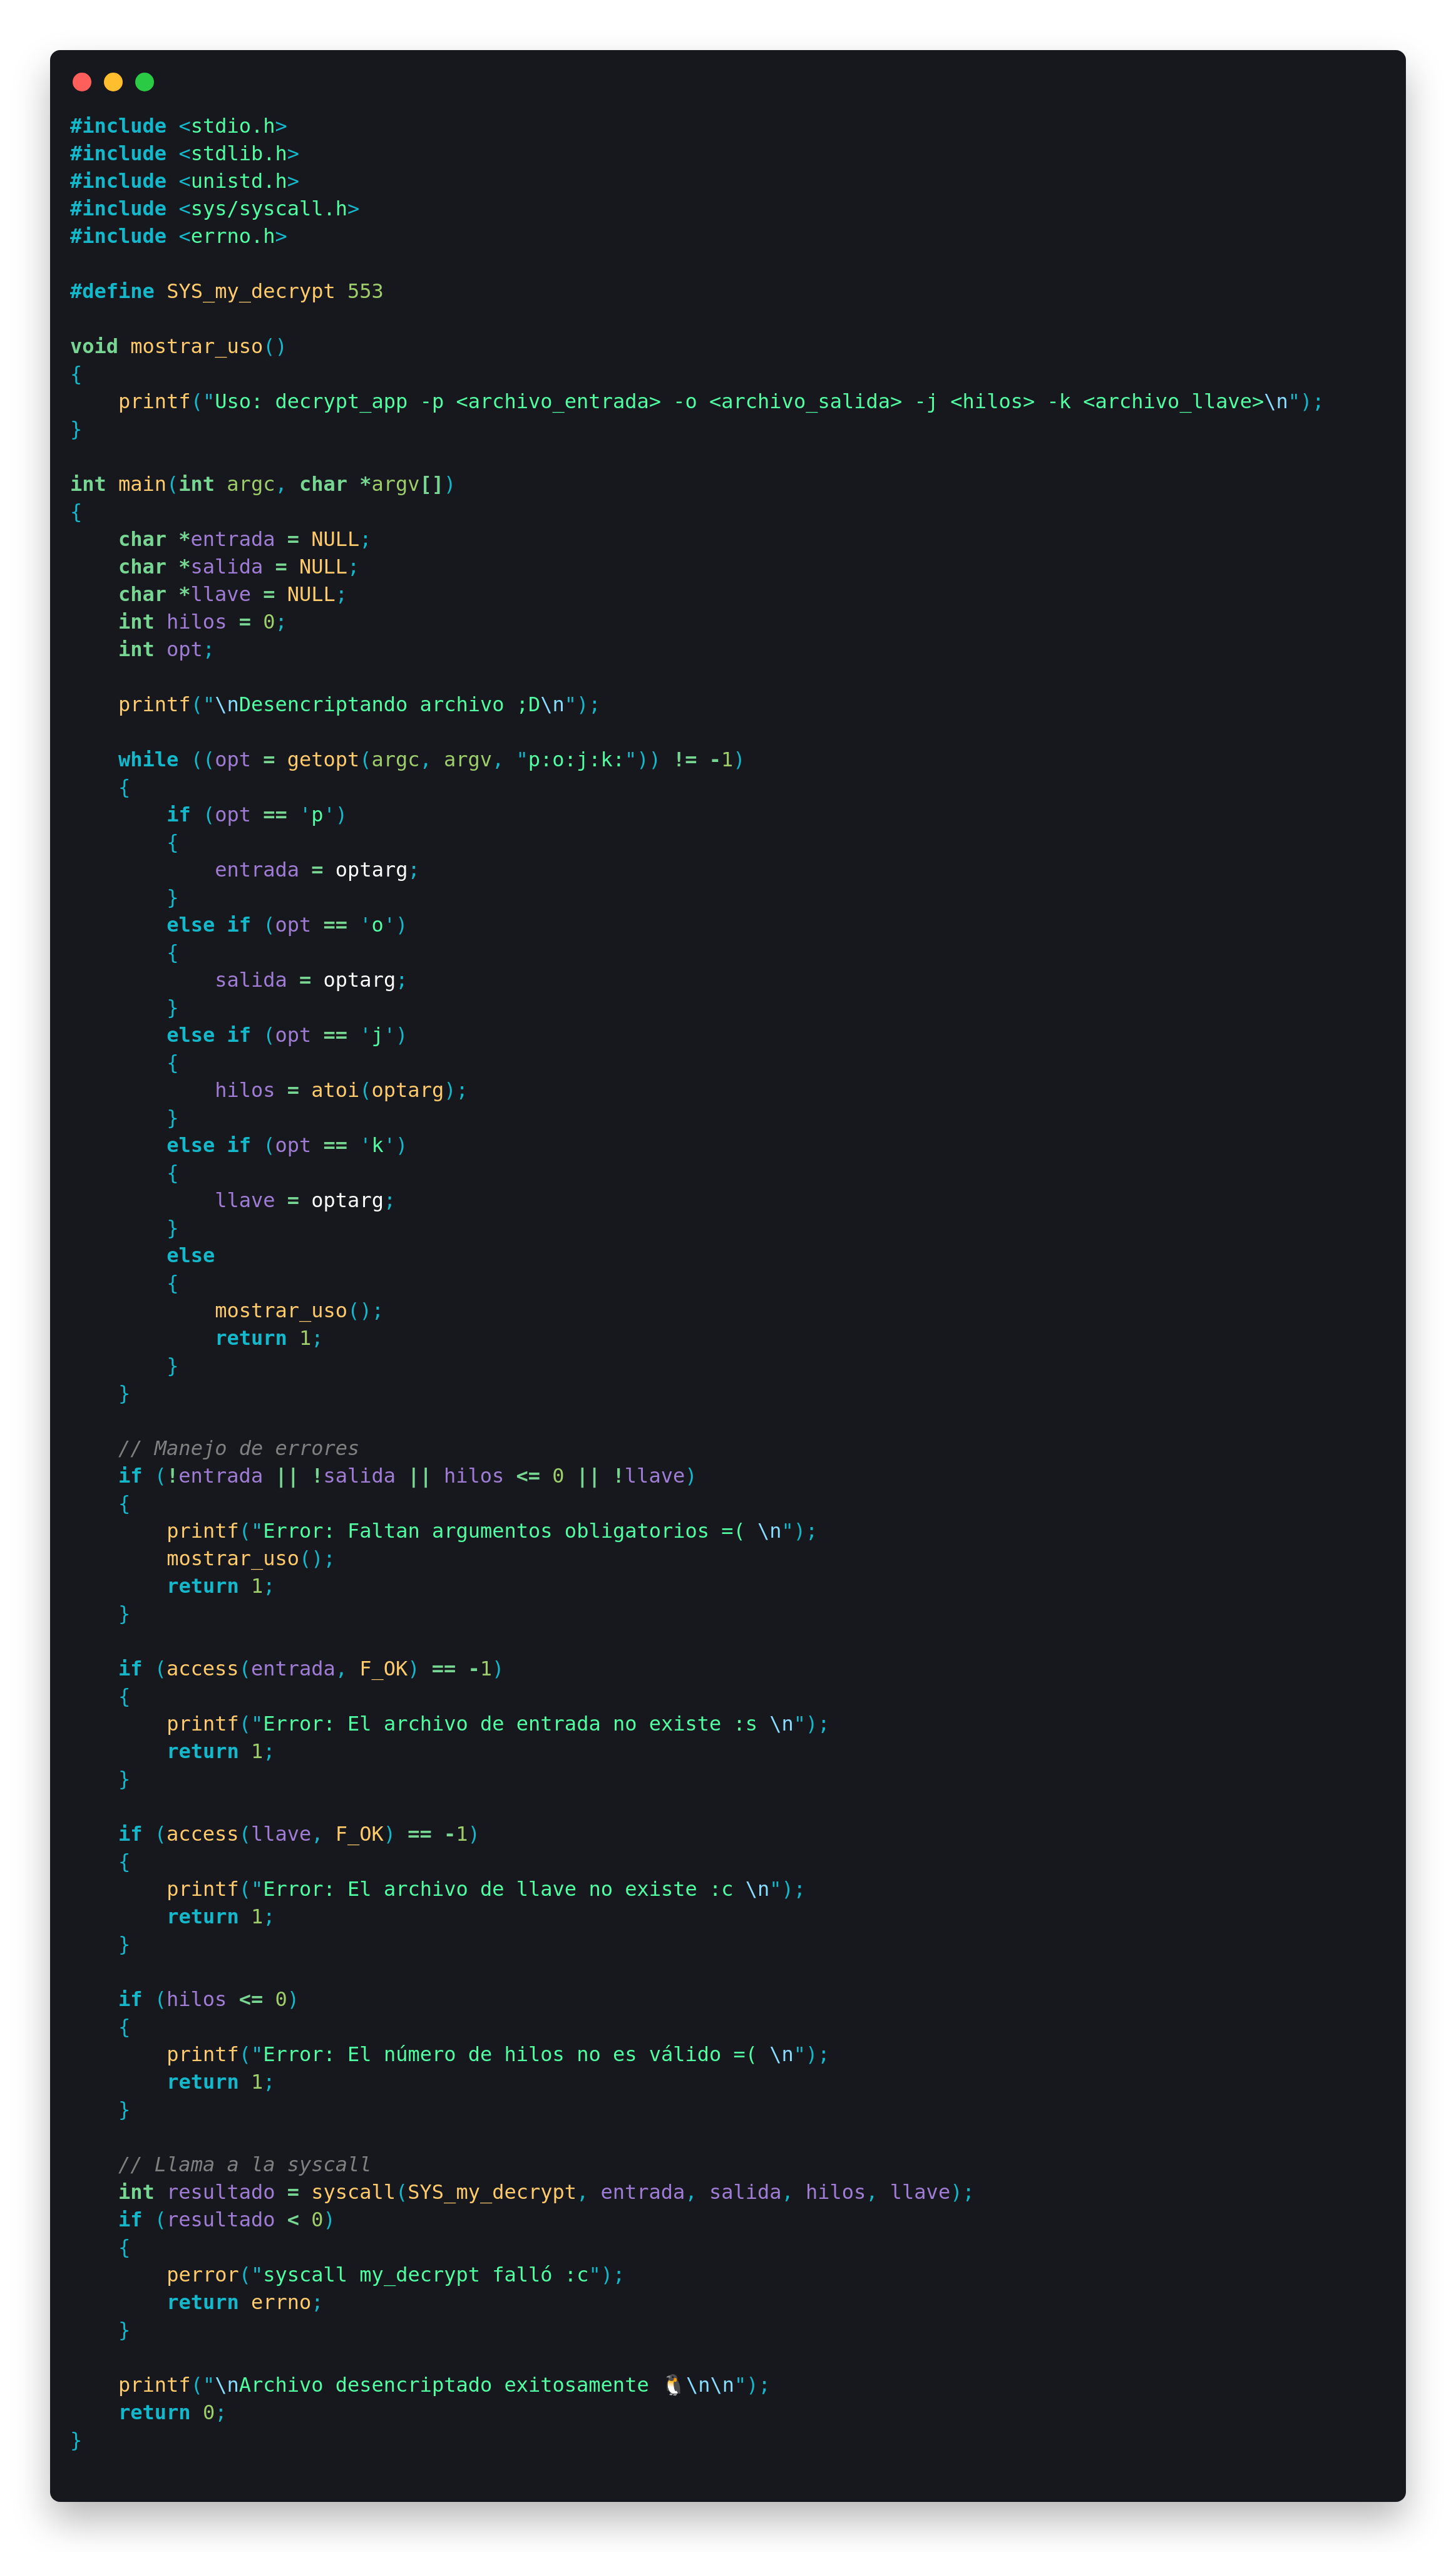 #include <stdio.h>
#include <stdlib.h>
#include <unistd.h>
#include <sys/syscall.h>
#include <errno.h>

#define SYS_my_decrypt 553

void mostrar_uso()
{
    printf("Uso: decrypt_app -p <archivo_entrada> -o <archivo_salida> -j <hilos> -k <archivo_llave>\n");
}

int main(int argc, char *argv[])
{
    char *entrada = NULL;
    char *salida = NULL;
    char *llave = NULL;
    int hilos = 0;
    int opt;

    printf("\nDesencriptando archivo ;D\n");

    while ((opt = getopt(argc, argv, "p:o:j:k:")) != -1)
    {
        if (opt == 'p')
        {
            entrada = optarg;
        }
        else if (opt == 'o')
        {
            salida = optarg;
        }
        else if (opt == 'j')
        {
            hilos = atoi(optarg);
        }
        else if (opt == 'k')
        {
            llave = optarg;
        }
        else
        {
            mostrar_uso();
            return 1;
        }
    }

    // Manejo de errores
    if (!entrada || !salida || hilos <= 0 || !llave)
    {
        printf("Error: Faltan argumentos obligatorios =( \n");
        mostrar_uso();
        return 1;
    }

    if (access(entrada, F_OK) == -1)
    {
        printf("Error: El archivo de entrada no existe :s \n");
        return 1;
    }

    if (access(llave, F_OK) == -1)
    {
        printf("Error: El archivo de llave no existe :c \n");
        return 1;
    }

    if (hilos <= 0)
    {
        printf("Error: El número de hilos no es válido =( \n");
        return 1;
    }

    // Llama a la syscall
    int resultado = syscall(SYS_my_decrypt, entrada, salida, hilos, llave);
    if (resultado < 0)
    {
        perror("syscall my_decrypt falló :c");
        return errno;
    }

    printf("\nArchivo desencriptado exitosamente 🐧\n\n");
    return 0;
}